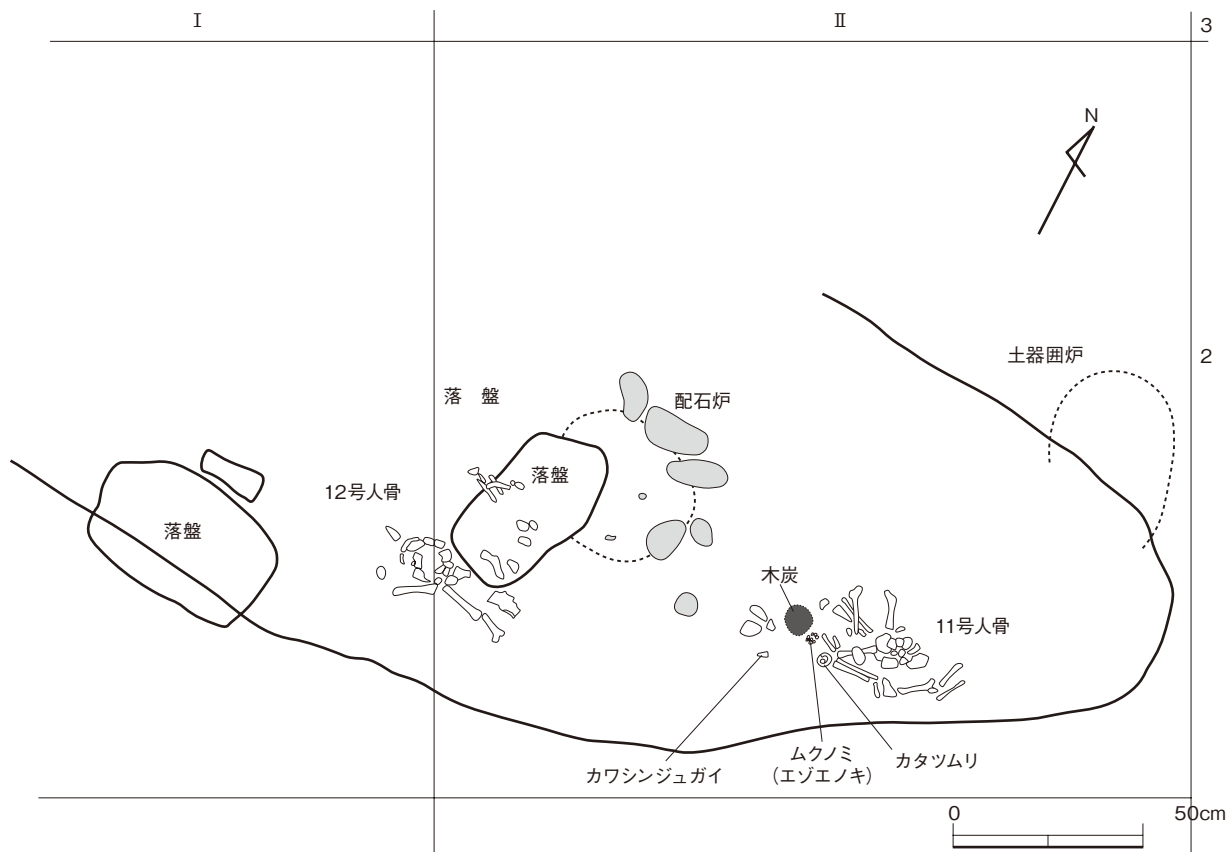 Ⅰ
Ⅱ
3
N
土器囲炉
2
落 盤
配石炉
落盤
12号人骨
落盤
木炭
11号人骨
ムクノミ
(エゾエノキ)
カタツムリ
カワシンジュガイ
0
50cm